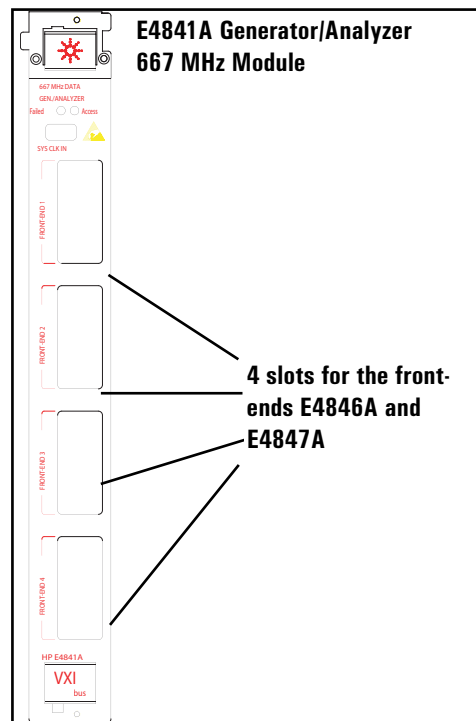 E4841A Generator/Analyzer
667 MHz Module
667 MHz DATA
GEN./ANALYZER
Failed
Access
SYS CLK IN
FRONT-END 1
FRONT-END 2
4 slots for the front-
ends E4846A and
E4847A
FRONT-END 3
FRONT-END 4
HP E4841A
VXI
bus